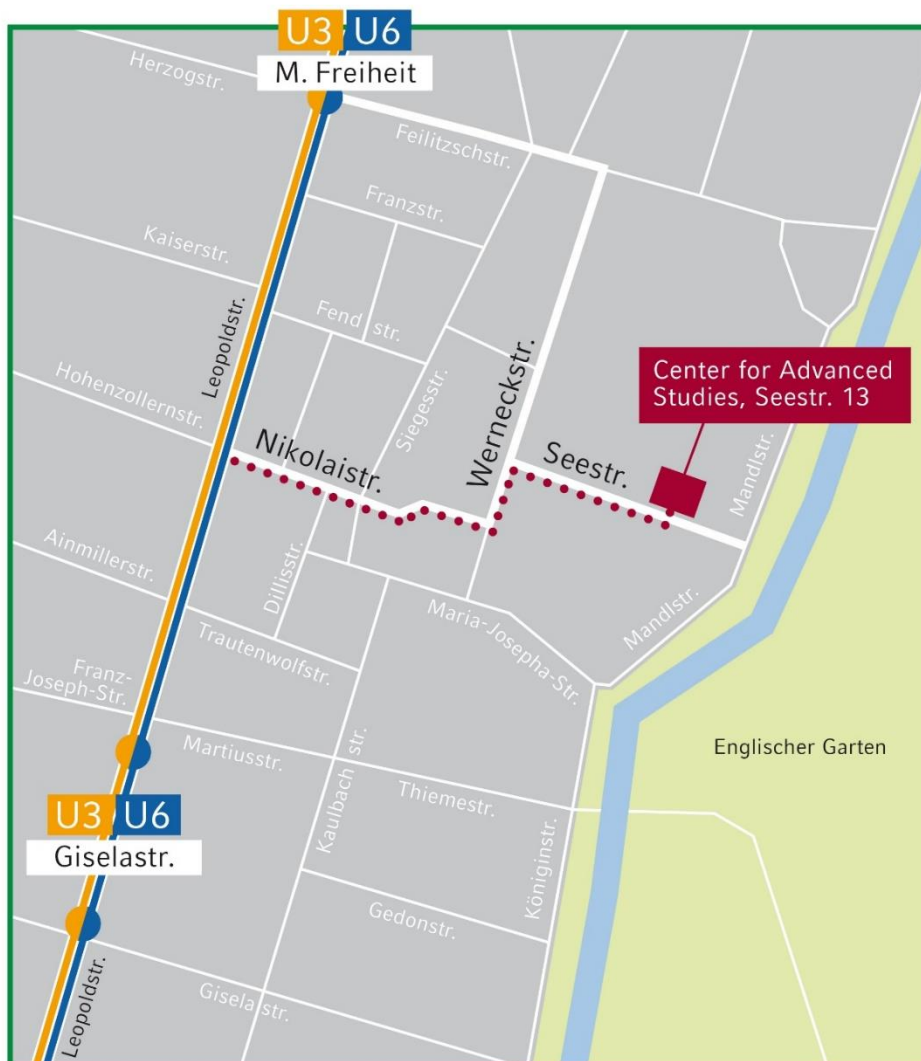 U3 U6
M. Freiheit
Herzogstr.
Feilitzschstr.
Franzstr.
Kaiserstr.
Fend str.
Leopoldstr.
Hohenzollernstr.
Siegesstr.
Werneckstr.
Center for Advanced
Studies, Seestr. 13
Nikolaistr.
Seestr.
Mandlstr.
Ainmillerstr.
Dillisstr.
Trautenwolfstr.
Maria-Josepha-Str.
Mandlstr.
Franz-
Joseph-Str.
Martiusstr.
Kaulbach str.
Thiemestr.
Englischer Garten
U3 U6
Giselastr.
Königinstr.
Gedonstr.
Leopoldstr.
Gisela str.